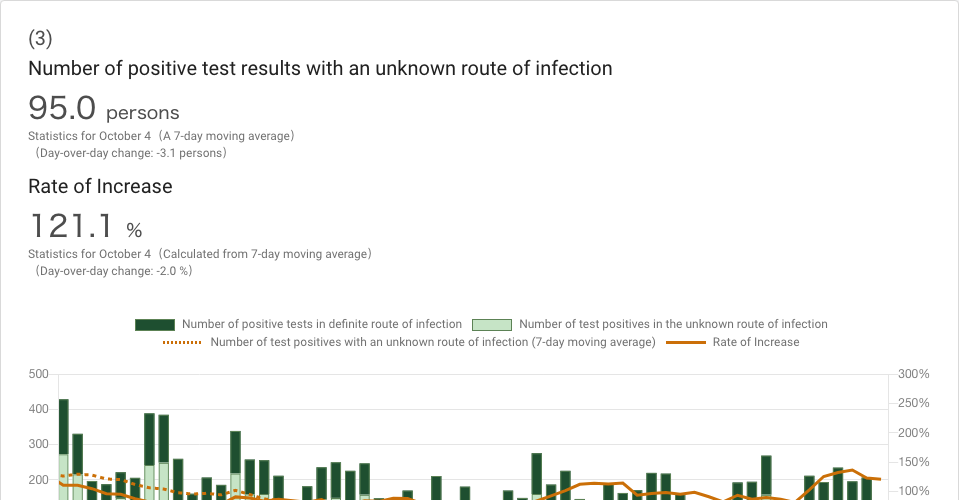 (3)
Number of positive test results with an unknown route of infection
95.0 persons
Statistics for October 4（A 7-day moving average）
（Day-over-day change: -3.1 persons）
Rate of Increase
121.1 %
Statistics for October 4（Calculated from 7-day moving average）
（Day-over-day change: -2.0 %）
Number of positive tests in definite route of infection Number of test positives in the unknown route of infection
Number of test positives with an unknown route of infection (7-day moving average) Rate of Increase
500 300%
400 250%
300 200%
200 150%
100%